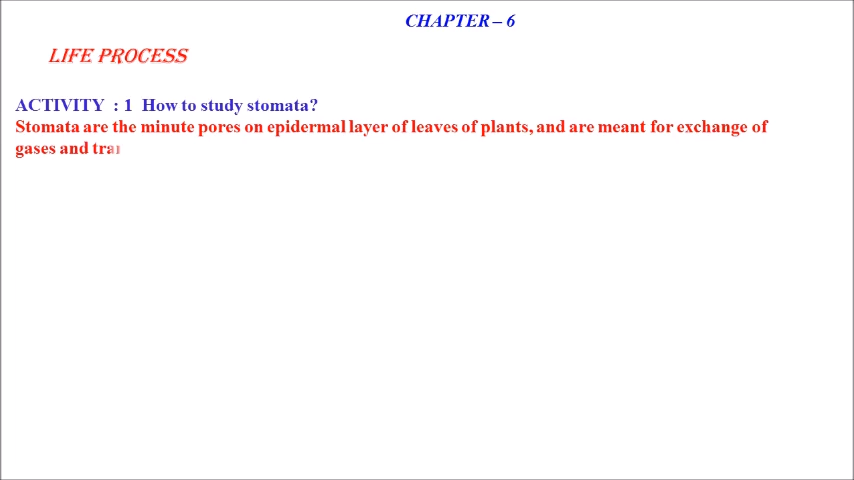 CHAPTER – 6
LIFE PROCESS
ACTIVITY : 1 How to study stomata?
Stomata are the minute pores on epidermal layer of leaves of plants, and are meant for exchange of
gases and tra